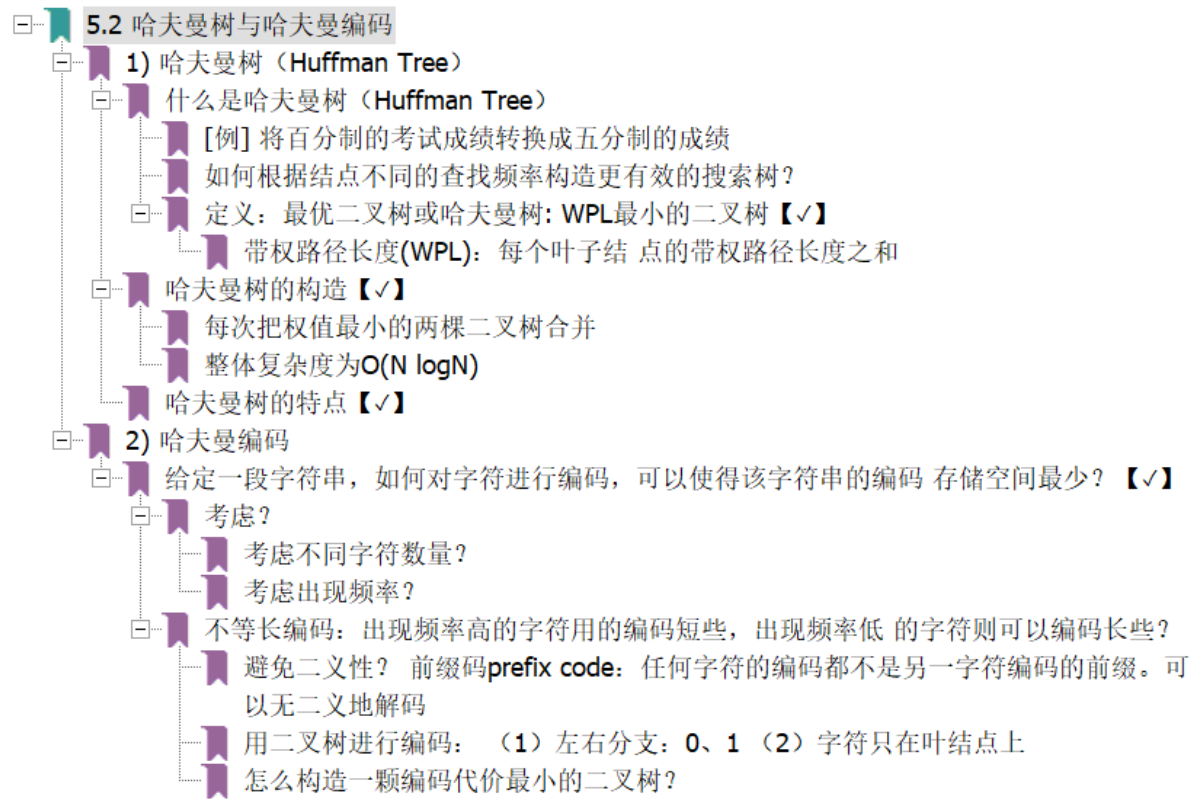 5.2 哈夫曼树与哈夫曼编码
1) 哈夫曼树（Huffman Tree）
什么是哈夫曼树（Huffman Tree）
[例] 将百分制的考试成绩转换成五分制的成绩
如何根据结点不同的查找频率构造更有效的搜索树？
定义：最优二叉树或哈夫曼树: WPL最小的二叉树【✓】
带权路径长度(WPL)：每个叶子结 点的带权路径长度之和
哈夫曼树的构造【✓】
每次把权值最小的两棵二叉树合并
整体复杂度为O(N logN)
哈夫曼树的特点【✓】
2) 哈夫曼编码
给定一段字符串，如何对字符进行编码，可以使得该字符串的编码 存储空间最少？【✓】
考虑？
考虑不同字符数量？
考虑出现频率？
不等长编码：出现频率高的字符用的编码短些，出现频率低 的字符则可以编码长些？
避免二义性？ 前缀码prefix code：任何字符的编码都不是另一字符编码的前缀。可
以无二义地解码
用二叉树进行编码： （1）左右分支：0、1 （2）字符只在叶结点上
怎么构造一颗编码代价最小的二叉树？